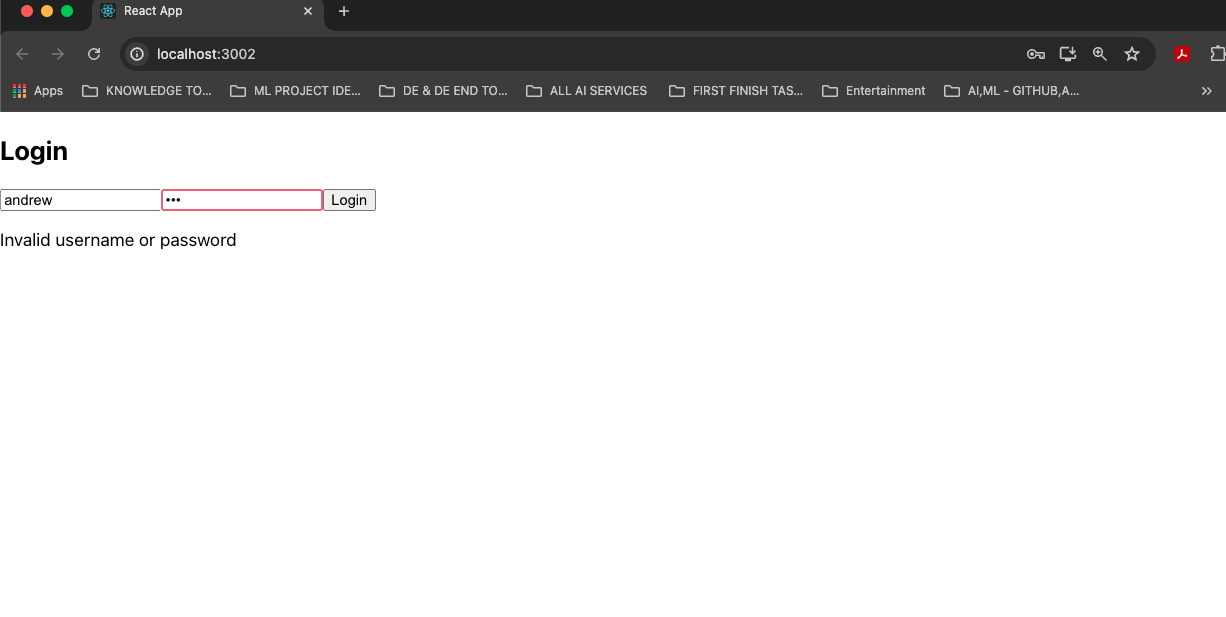 React App
localhost:3002
Apps KNOWLEDGE TO... ML PROJECT IDE... DE & DE END TO... ALL AI SERVICES FIRST FINISH TAS... Entertainment AI,ML - GITHUB,A...
Login
andrew ••• Login
Invalid username or password